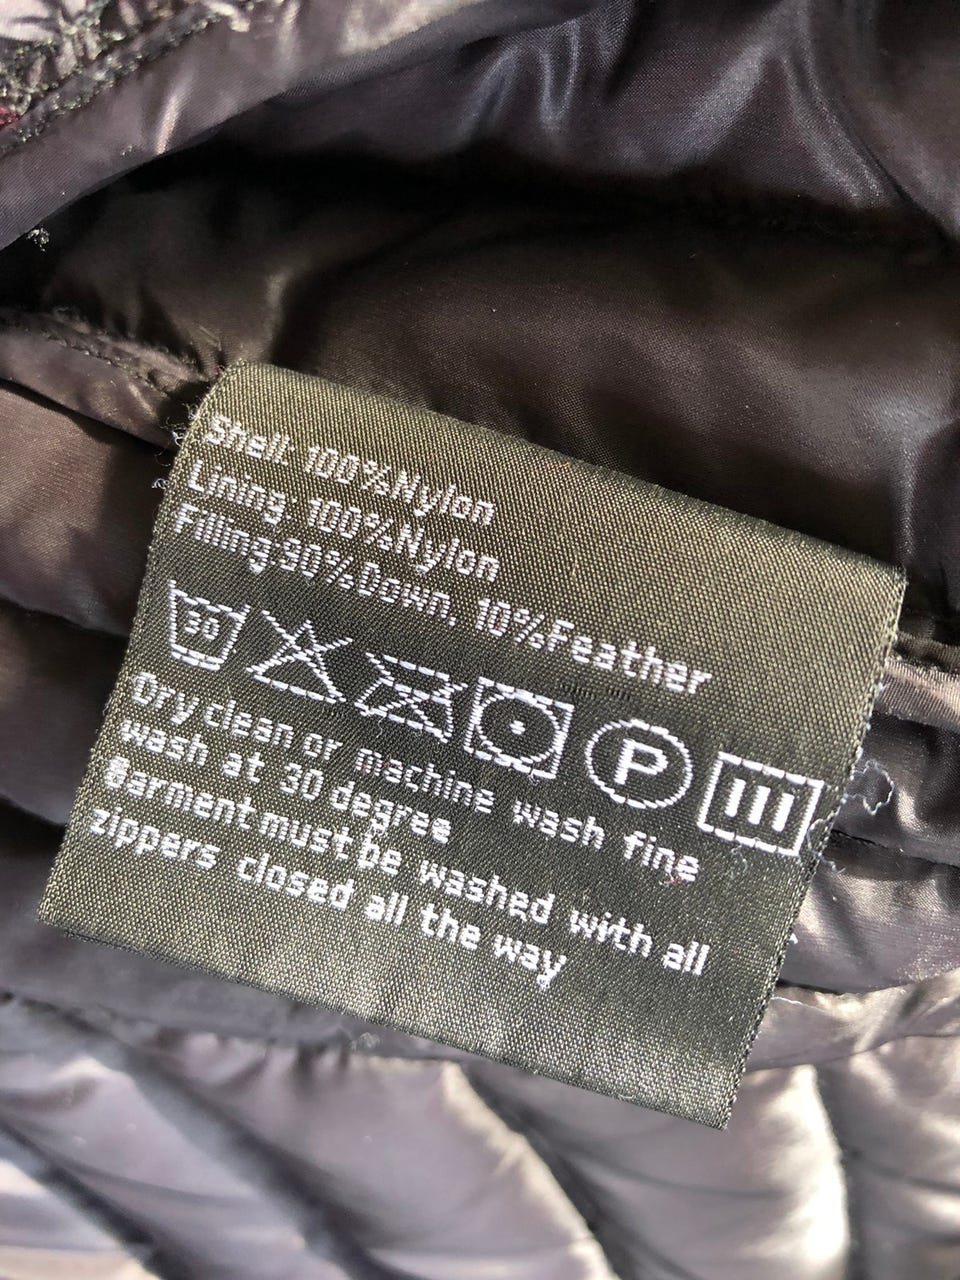 Shell: 100%Nylon
Lining: 100%Nylon
Filling:90%Down, 10%Feather
30 P
Dry clean or machine wash fine
wash at 30 degree
Garment must be washed with all
zippers closed all the way